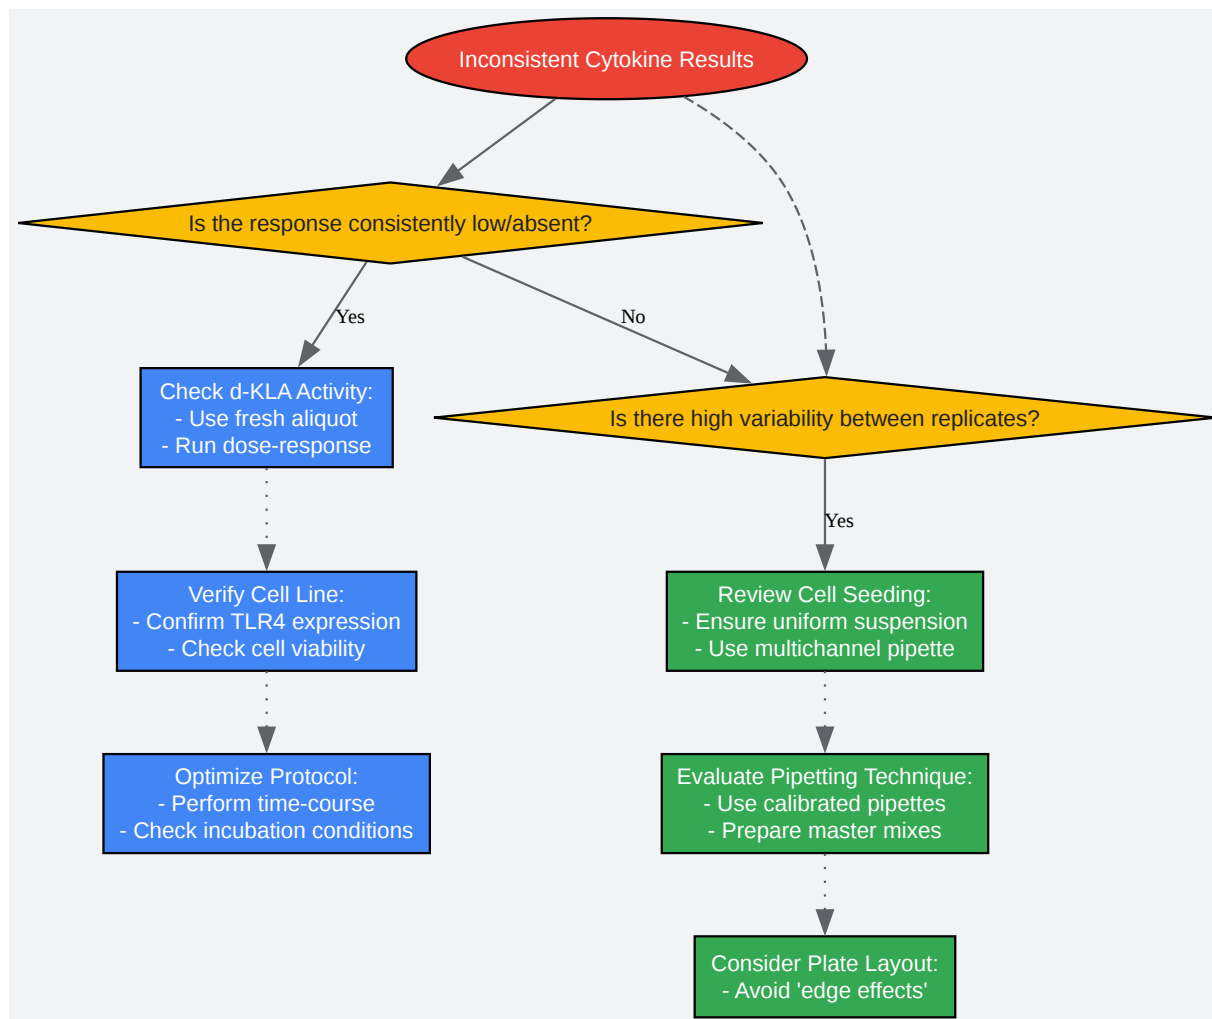 Inconsistent Cytokine Results
Is the response consistently low/absent?
Yes
No
Check d-KLA Activity:
- Use fresh aliquot
- Run dose-response
Is there high variability between replicates?
Yes
Verify Cell Line:
- Confirm TLR4 expression
- Check cell viability
Review Cell Seeding:
- Ensure uniform suspension
- Use multichannel pipette
Optimize Protocol:
- Perform time-course
- Check incubation conditions
Evaluate Pipetting Technique:
- Use calibrated pipettes
- Prepare master mixes
Consider Plate Layout:
- Avoid 'edge effects'